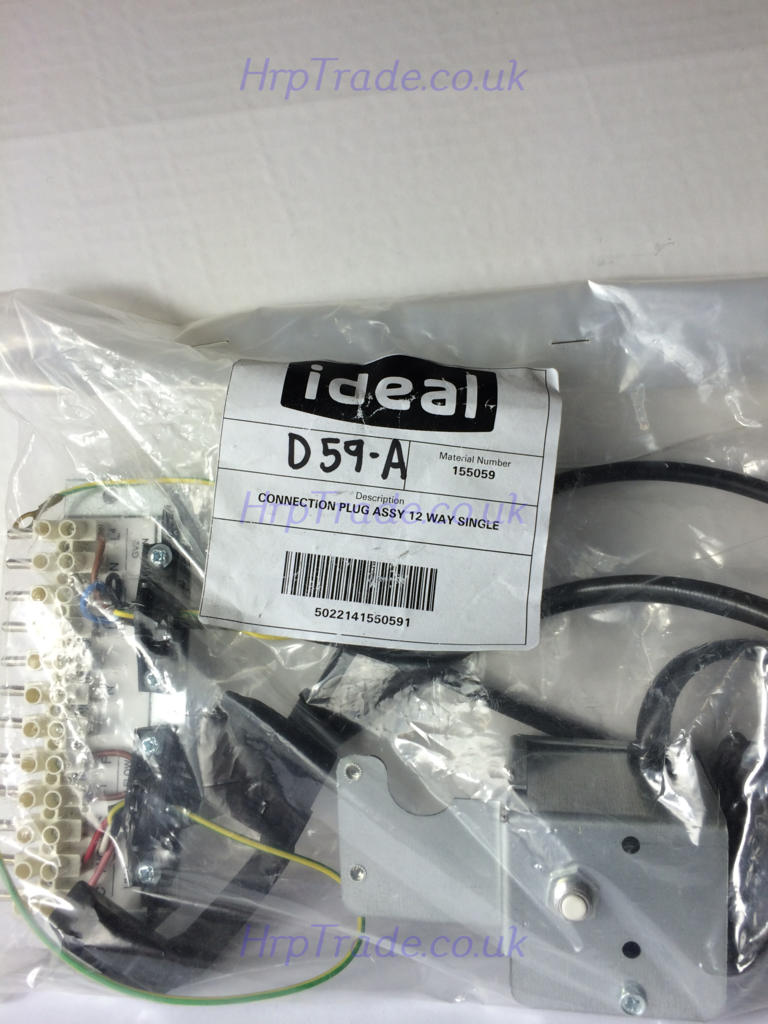 HrpTrade.co.uk
ideal
D59-A
Material Number
155059
Description
CONNECTION PLUG ASSY 12 WAY SINGLE
HrpTrade.co.uk
5022141550591
N
HrpTrade.co.uk